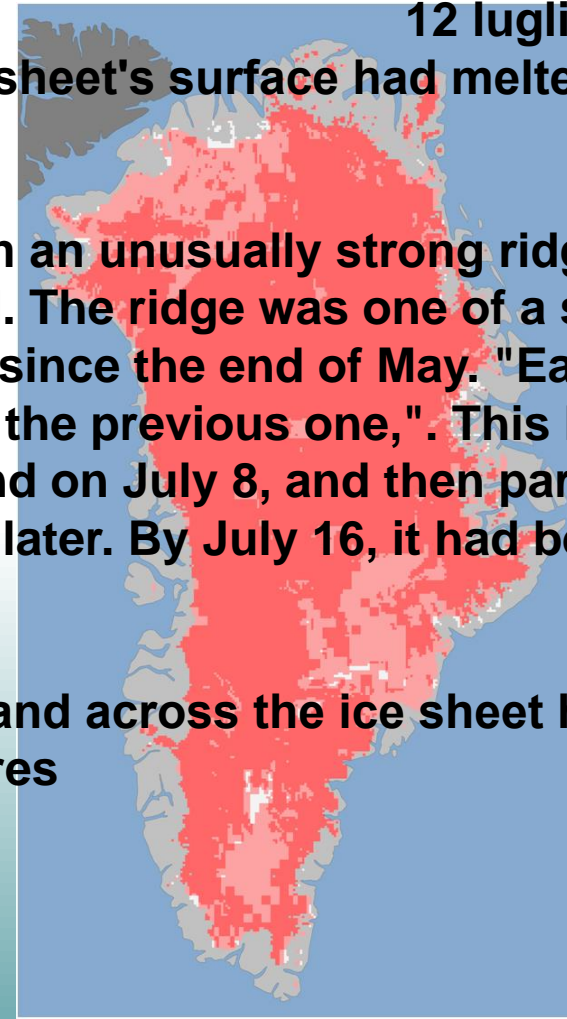 12 lugli
sheet's surface had melte
n an unusually strong ridg
. The ridge was one of a s
since the end of May. "Ea
the previous one,". This
nd on July 8, and then par
later. By July 16, it had be
and across the ice sheet
res